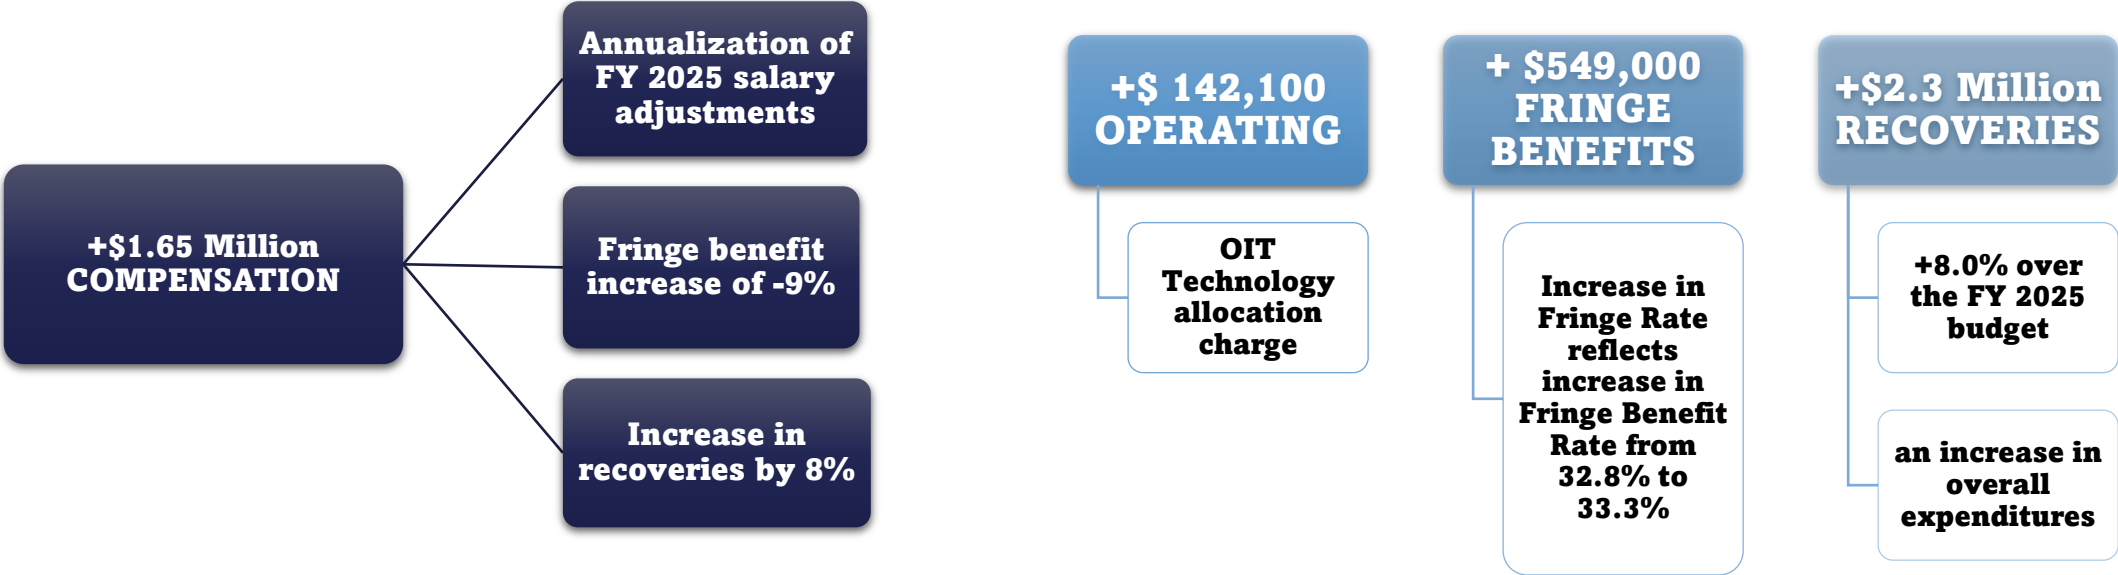 +$1.65 Million
COMPENSATION
Annualization of
FY 2025 salary
adjustments
Fringe benefit
increase of -9%
Increase in
recoveries by 8%
+$ 142,100
OPERATING
OIT
Technology
allocation
charge
+ $549,000
FRINGE
BENEFITS
Increase in
Fringe Rate
reflects
increase in
Fringe Benefit
Rate from
32.8% to
33.3%
+$2.3 Million
RECOVERIES
+8.0% over
the FY 2025
budget
an increase in
overall
expenditures